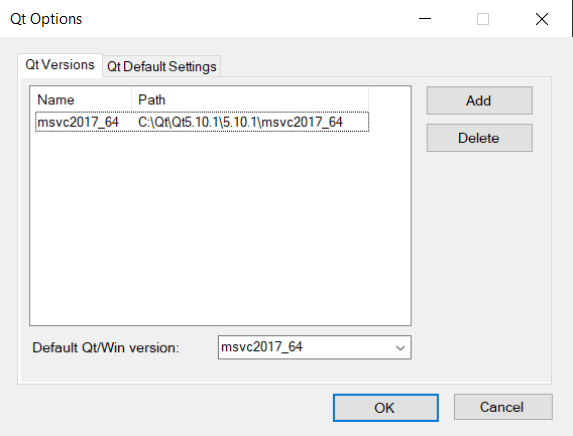 Qt Options
Qt Versions Qt Default Settings
Name Path
msvc2017_64 C:\Qt\Qt5.10.1\5.10.1\msvc2017_64
Add
Delete
Default Qt/Win version: msvc2017_64
OK Cancel